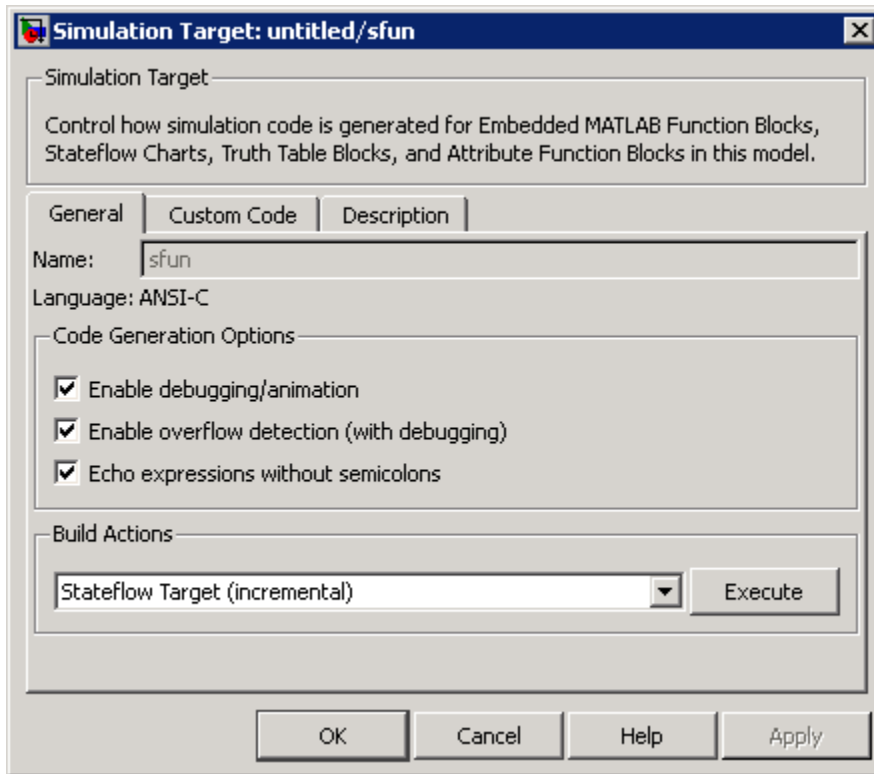 Simulation Target: untitled/sfun
Simulation Target
Control how simulation code is generated for Embedded MATLAB Function Blocks,
Stateflow Charts, Truth Table Blocks, and Attribute Function Blocks in this model.
General Custom Code Description
Name: sfun
Language: ANSI-C
Code Generation Options
Enable debugging/animation
Enable overflow detection (with debugging)
Echo expressions without semicolons
Build Actions
Stateflow Target (incremental) Execute
OK Cancel Help Apply